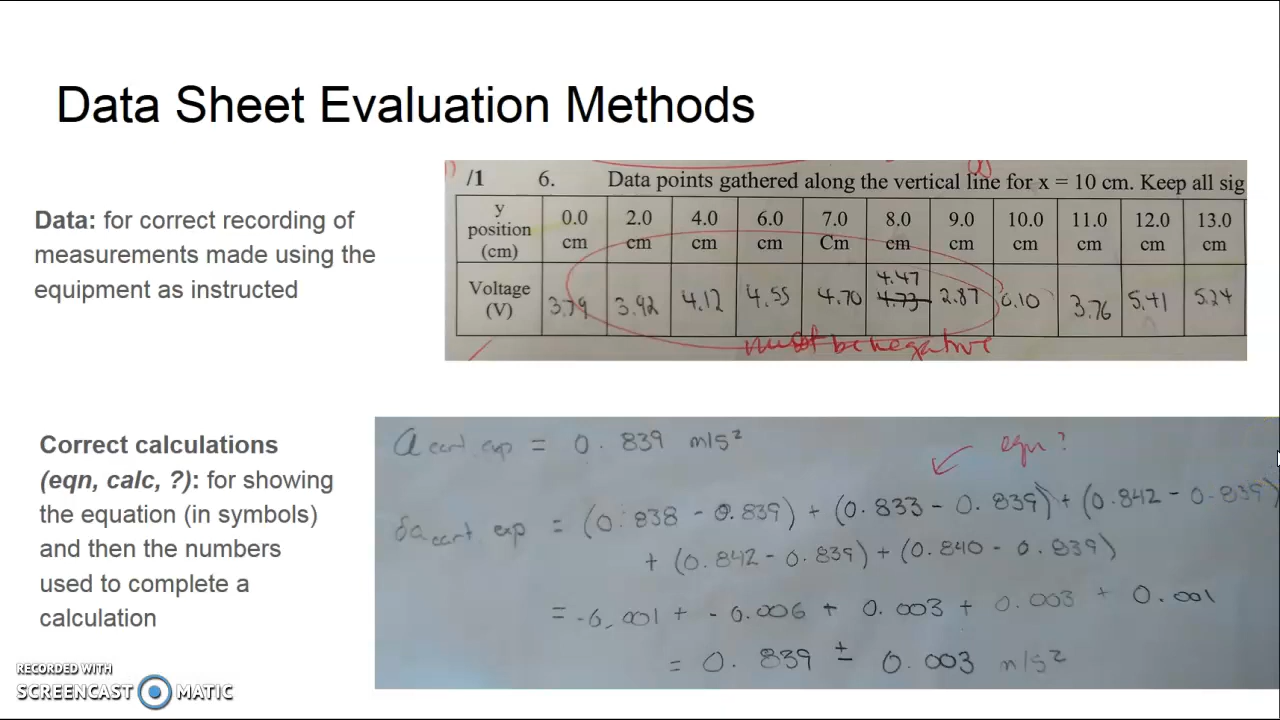 Data Sheet Evaluation Methods
Data: for correct recording of
measurements made using the
equipment as instructed
/1 6. Data points gathered along the vertical line for x = 10 cm. Keep all sig
y position (cm) 0.0 cm 2.0 cm 4.0 cm 6.0 cm 7.0 Cm 8.0 cm 9.0 cm 10.0 cm 11.0 cm 12.0 cm 13.0 cm
4.47
Voltage (V) 3.79 3.92 4.12 4.55 4.70 4.73 2.87 0.10 3.76 5.41 5.24
must be negative
Correct calculations
(eqn, calc, ?): for showing
the equation (in symbols)
and then the numbers
used to complete a
calculation
a cart exp = 0.839 m/s²
eqn?
δa cart exp = (0.838 - 0.839) + (0.833 - 0.839) + (0.842 - 0.839)
+ (0.842 - 0.839) + (0.840 - 0.839)
= -0.001 + -0.006 + 0.003 + 0.003 + 0.001
= 0.839 ± 0.003 m/s²
RECORDED WITH
SCREENCAST MATIC